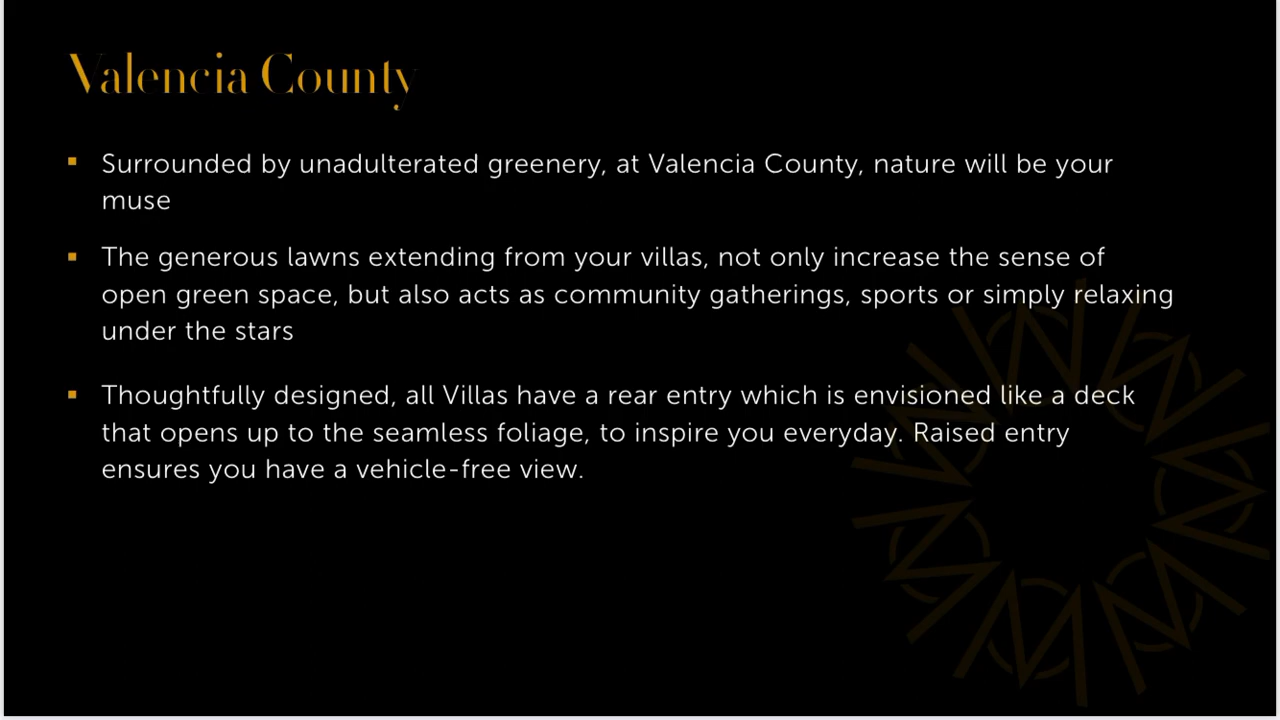 Valencia County
▪ Surrounded by unadulterated greenery, at Valencia County, nature will be your
muse
▪ The generous lawns extending from your villas, not only increase the sense of
open green space, but also acts as community gatherings, sports or simply relaxing
under the stars
▪ Thoughtfully designed, all Villas have a rear entry which is envisioned like a deck
that opens up to the seamless foliage, to inspire you everyday. Raised entry
ensures you have a vehicle-free view.